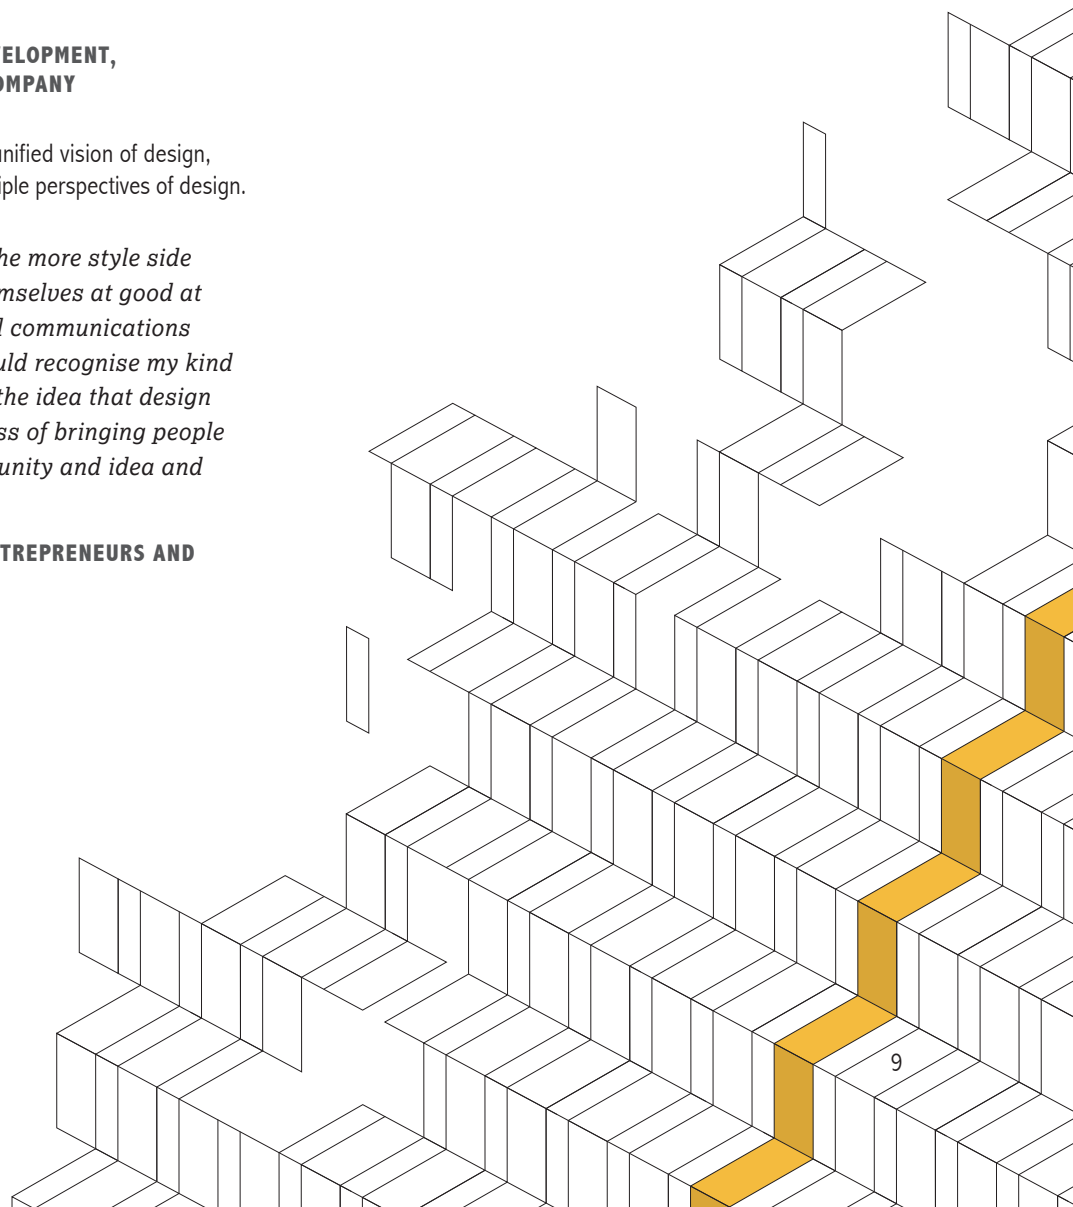 ELOPMENT,
OMPANY
unified vision of design,
iple perspectives of design.
he more style side
mselves at good at
l communications
uld recognise my kind
the idea that design
ss of bringing people
unity and idea and
TREPRENEURS AND
9